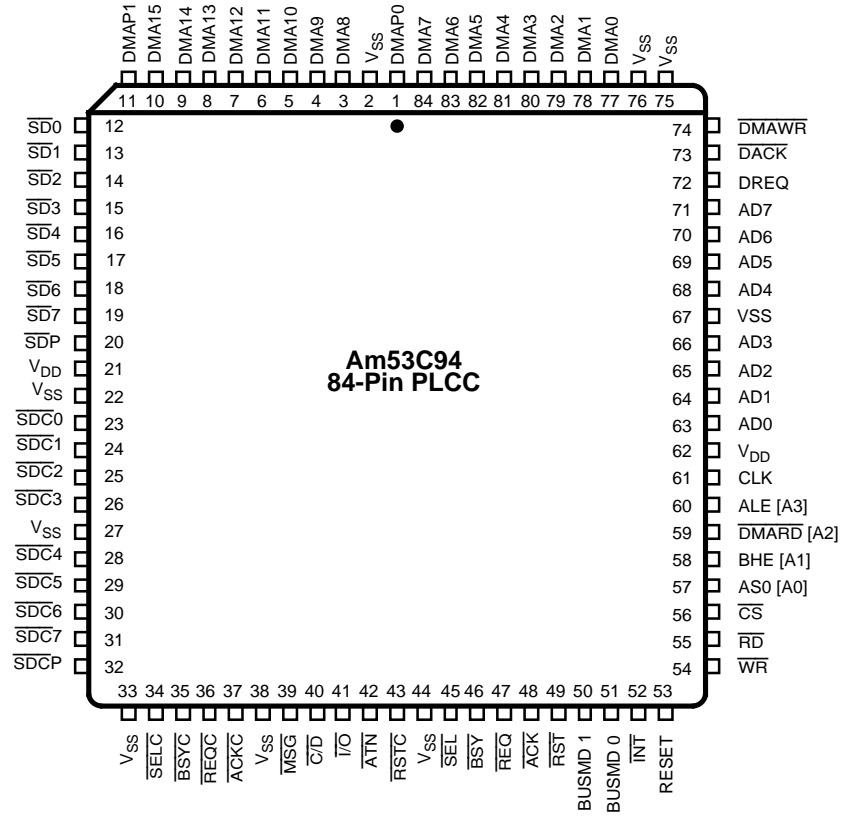 DMAP1 DMA15 DMA14 DMA13 DMA12 DMA11 DMA10 DMA9 DMA8 VSS DMAP0 DMA7 DMA6 DMA5 DMA4 DMA3 DMA2 DMA1 DMA0 VSS VSS
11 10 9 8 7 6 5 4 3 2 1 84 83 82 81 80 79 78 77 76 75
SD0 12
SD1 13
SD2 14
SD3 15
SD4 16
SD5 17
SD6 18
SD7 19
SDP 20
VDD 21
VSS 22
SDC0 23
SDC1 24
SDC2 25
SDC3 26
VSS 27
SDC4 28
SDC5 29
SDC6 30
SDC7 31
SDCP 32
Am53C94
84-Pin PLCC
74 DMAWR
73 DACK
72 DREQ
71 AD7
70 AD6
69 AD5
68 AD4
67 VSS
66 AD3
65 AD2
64 AD1
63 AD0
62 VDD
61 CLK
60 ALE [A3]
59 DMARD [A2]
58 BHE [A1]
57 AS0 [A0]
56 CS
55 RD
54 WR
33 34 35 36 37 38 39 40 41 42 43 44 45 46 47 48 49 50 51 52 53
VSS SELC BSYC REQC ACKC VSS MSG C/D I/O ATN RSTC VSS SEL BSY REQ ACK RST BUSMD 1 BUSMD 0 INT RESET